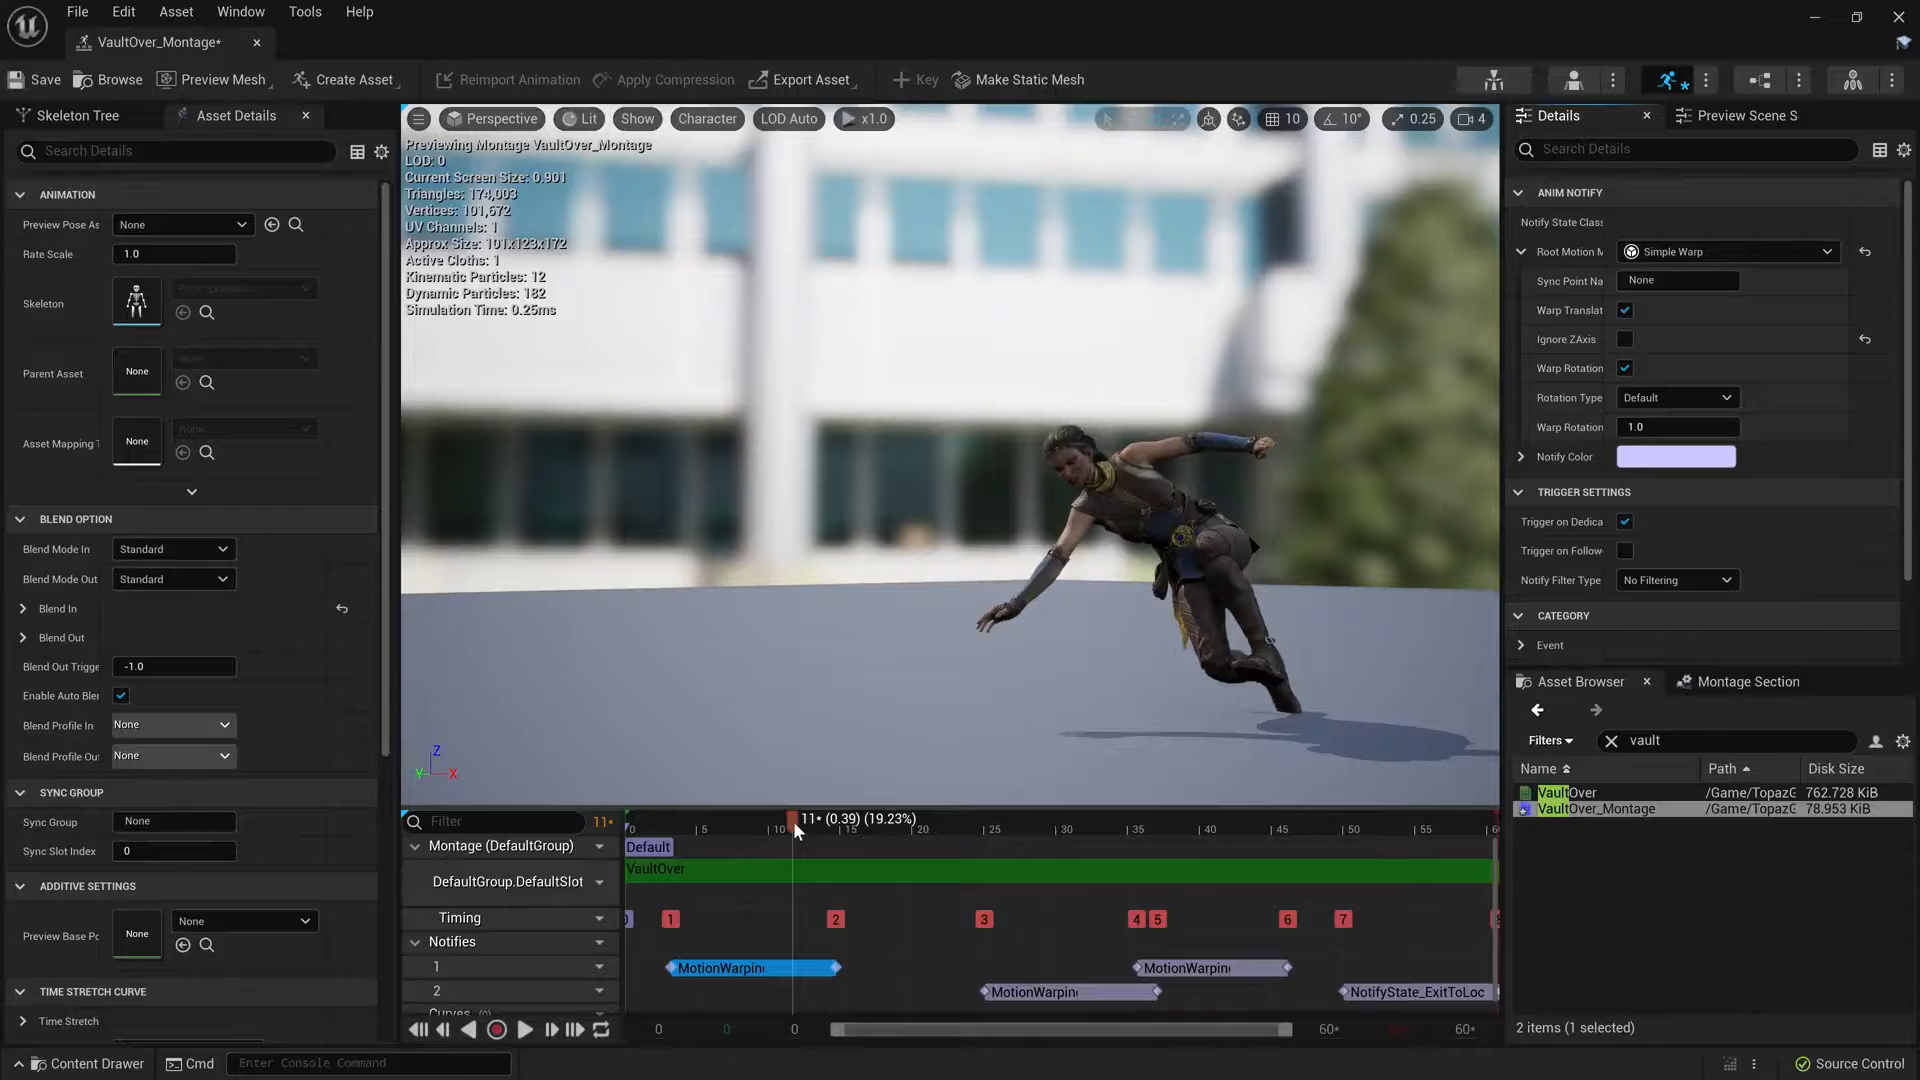 File Edit Asset Window Tools Help
VaultOver_Montage*
Save Browse Preview Mesh Create Asset Reimport Animation Apply Compression Export Asset Key Make Static Mesh
Skeleton Tree Asset Details
Search Details
ANIMATION
Preview Pose As None
Rate Scale 1.0
Skeleton
Parent Asset None
Asset Mapping T None
BLEND OPTION
Blend Mode In Standard
Blend Mode Out Standard
Blend In
Blend Out
Blend Out Trigge -1.0
Enable Auto Blen
Blend Profile In None
Blend Profile Ou None
SYNC GROUP
Sync Group None
Sync Slot Index 0
ADDITIVE SETTINGS
Preview Base Po None None
TIME STRETCH CURVE
Time Stretch
Perspective Lit Show Character LOD Auto x1.0 10 10° 0.25 4
Previewing Montage VaultOver_Montage
LOD: 0
Current Screen Size: 0.901
Triangles: 174,003
Vertices: 101,672
UV Channels: 1
Approx Size: 101x123x172
Active Cloths: 1
Kinematic Particles: 12
Dynamic Particles: 182
Simulation Time: 0.25ms
Z
Y X
Filter 11*
11* (0.39) (19.23%)
0 5 10 15 20 25 30 35 40 45 50 55 60
Montage (DefaultGroup) Default
VaultOver
DefaultGroup.DefaultSlot
Timing 1 2 3 4 5 6 7
Notifies
1 MotionWarpin MotionWarpin
2 MotionWarpin NotifyState_ExitToLoc
Curves (0)
0 0 0 60* 60*
Details Preview Scene S
Search Details
ANIM NOTIFY
Notify State Class
Root Motion M Simple Warp
Sync Point Na None
Warp Translat
Ignore ZAxis
Warp Rotation
Rotation Type Default
Warp Rotation 1.0
Notify Color
TRIGGER SETTINGS
Trigger on Dedica
Trigger on Follow
Notify Filter Type No Filtering
CATEGORY
Event
Asset Browser Montage Section
Filters vault
Name Path Disk Size
VaultOver /Game/TopazG 762.728 KiB
VaultOver_Montage /Game/TopazG 78.953 KiB
2 items (1 selected)
Content Drawer Cmd Enter Console Command Source Control